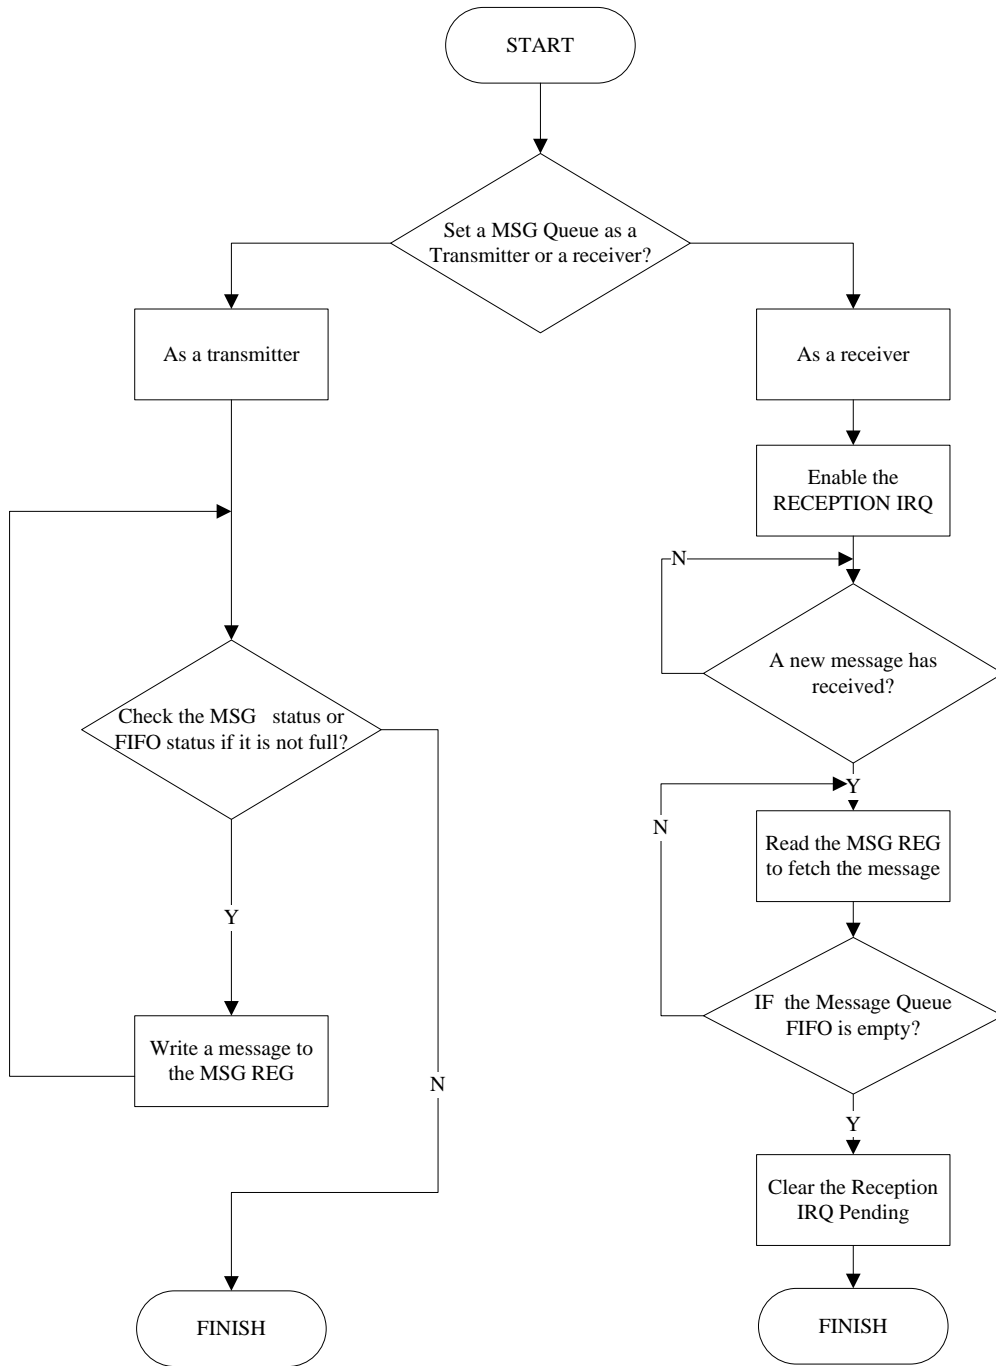 START
Set a MSG Queue as a
Transmitter or a receiver?
As a transmitter
As a receiver
Enable the
RECEPTION IRQ
N
A new message has
received?
Check the MSG status or
FIFO status if it is not full?
Y
N
Read the MSG REG
to fetch the message
Y
IF the Message Queue
FIFO is empty?
Write a message to
the MSG REG
N
Y
Clear the Reception
IRQ Pending
FINISH
FINISH